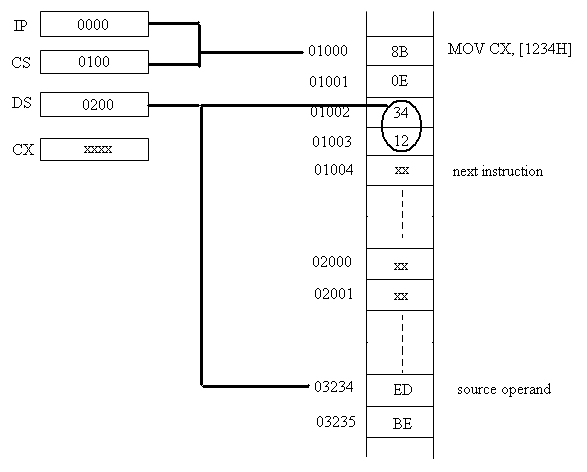 IP 0000
CS 0100
DS 0200
CX xxxx
01000 8B MOV CX, [1234H]
01001 0E
01002 34
01003 12
01004 xx next instruction
02000 xx
02001 xx
03234 ED source operand
03235 BE